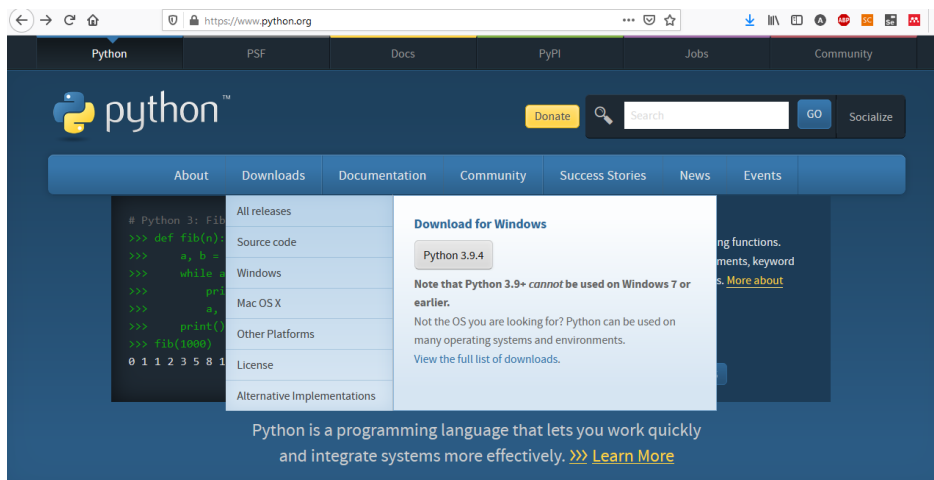 https://www.python.org
ABP
SC
Se
Python
PSF
Docs
PyPI
Jobs
Community
python™
Donate
Search
GO
Socialize
About
Downloads
Documentation
Community
Success Stories
News
Events
All releases
Source code
Windows
Mac OS X
Other Platforms
License
Alternative Implementations
Download for Windows
Python 3.9.4
Note that Python 3.9+ cannot be used on Windows 7 or
earlier.
Not the OS you are looking for? Python can be used on
many operating systems and environments.
View the full list of downloads.
# Python 3: Fib
>>> def fib(n):
>>> a, b =
>>> while a
>>> pri
>>> a,
>>> print()
>>> fib(1000)
0 1 1 2 3 5 8 1
ng functions.
ments, keyword
s. More about
Python is a programming language that lets you work quickly
and integrate systems more effectively. >>> Learn More